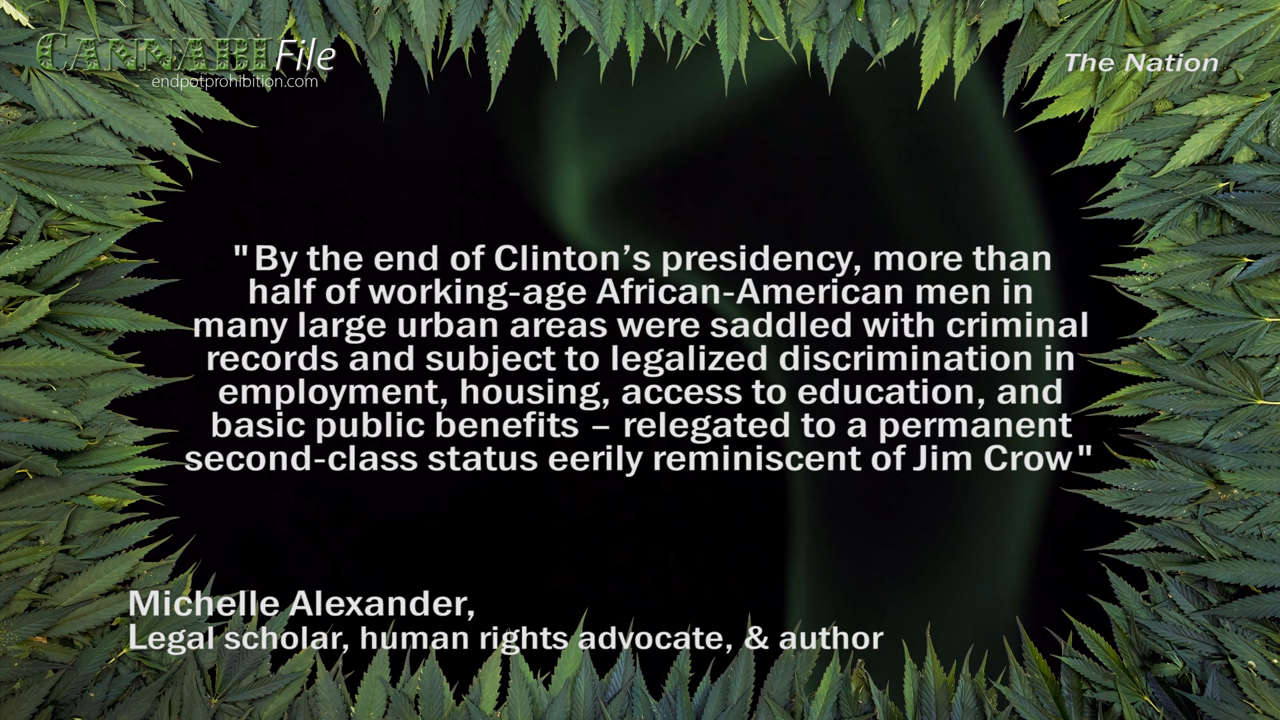 CANNABIFile
endpotprohibition.com
The Nation
"By the end of Clinton’s presidency, more than
half of working-age African-American men in
many large urban areas were saddled with criminal
records and subject to legalized discrimination in
employment, housing, access to education, and
basic public benefits – relegated to a permanent
second-class status eerily reminiscent of Jim Crow"
Michelle Alexander,
Legal scholar, human rights advocate, & author